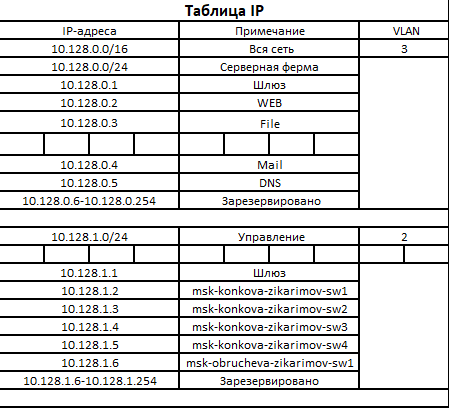 Таблица IP
IP-адреса Примечание VLAN
10.128.0.0/16 Вся сеть 3
10.128.0.0/24 Серверная ферма
10.128.0.1 Шлюз
10.128.0.2 WEB
10.128.0.3 File
10.128.0.4 Mail
10.128.0.5 DNS
10.128.0.6-10.128.0.254 Зарезервировано
10.128.1.0/24 Управление 2
10.128.1.1 Шлюз
10.128.1.2 msk-konkova-zikarimov-sw1
10.128.1.3 msk-konkova-zikarimov-sw2
10.128.1.4 msk-konkova-zikarimov-sw3
10.128.1.5 msk-konkova-zikarimov-sw4
10.128.1.6 msk-obrucheva-zikarimov-sw1
10.128.1.6-10.128.1.254 Зарезервировано